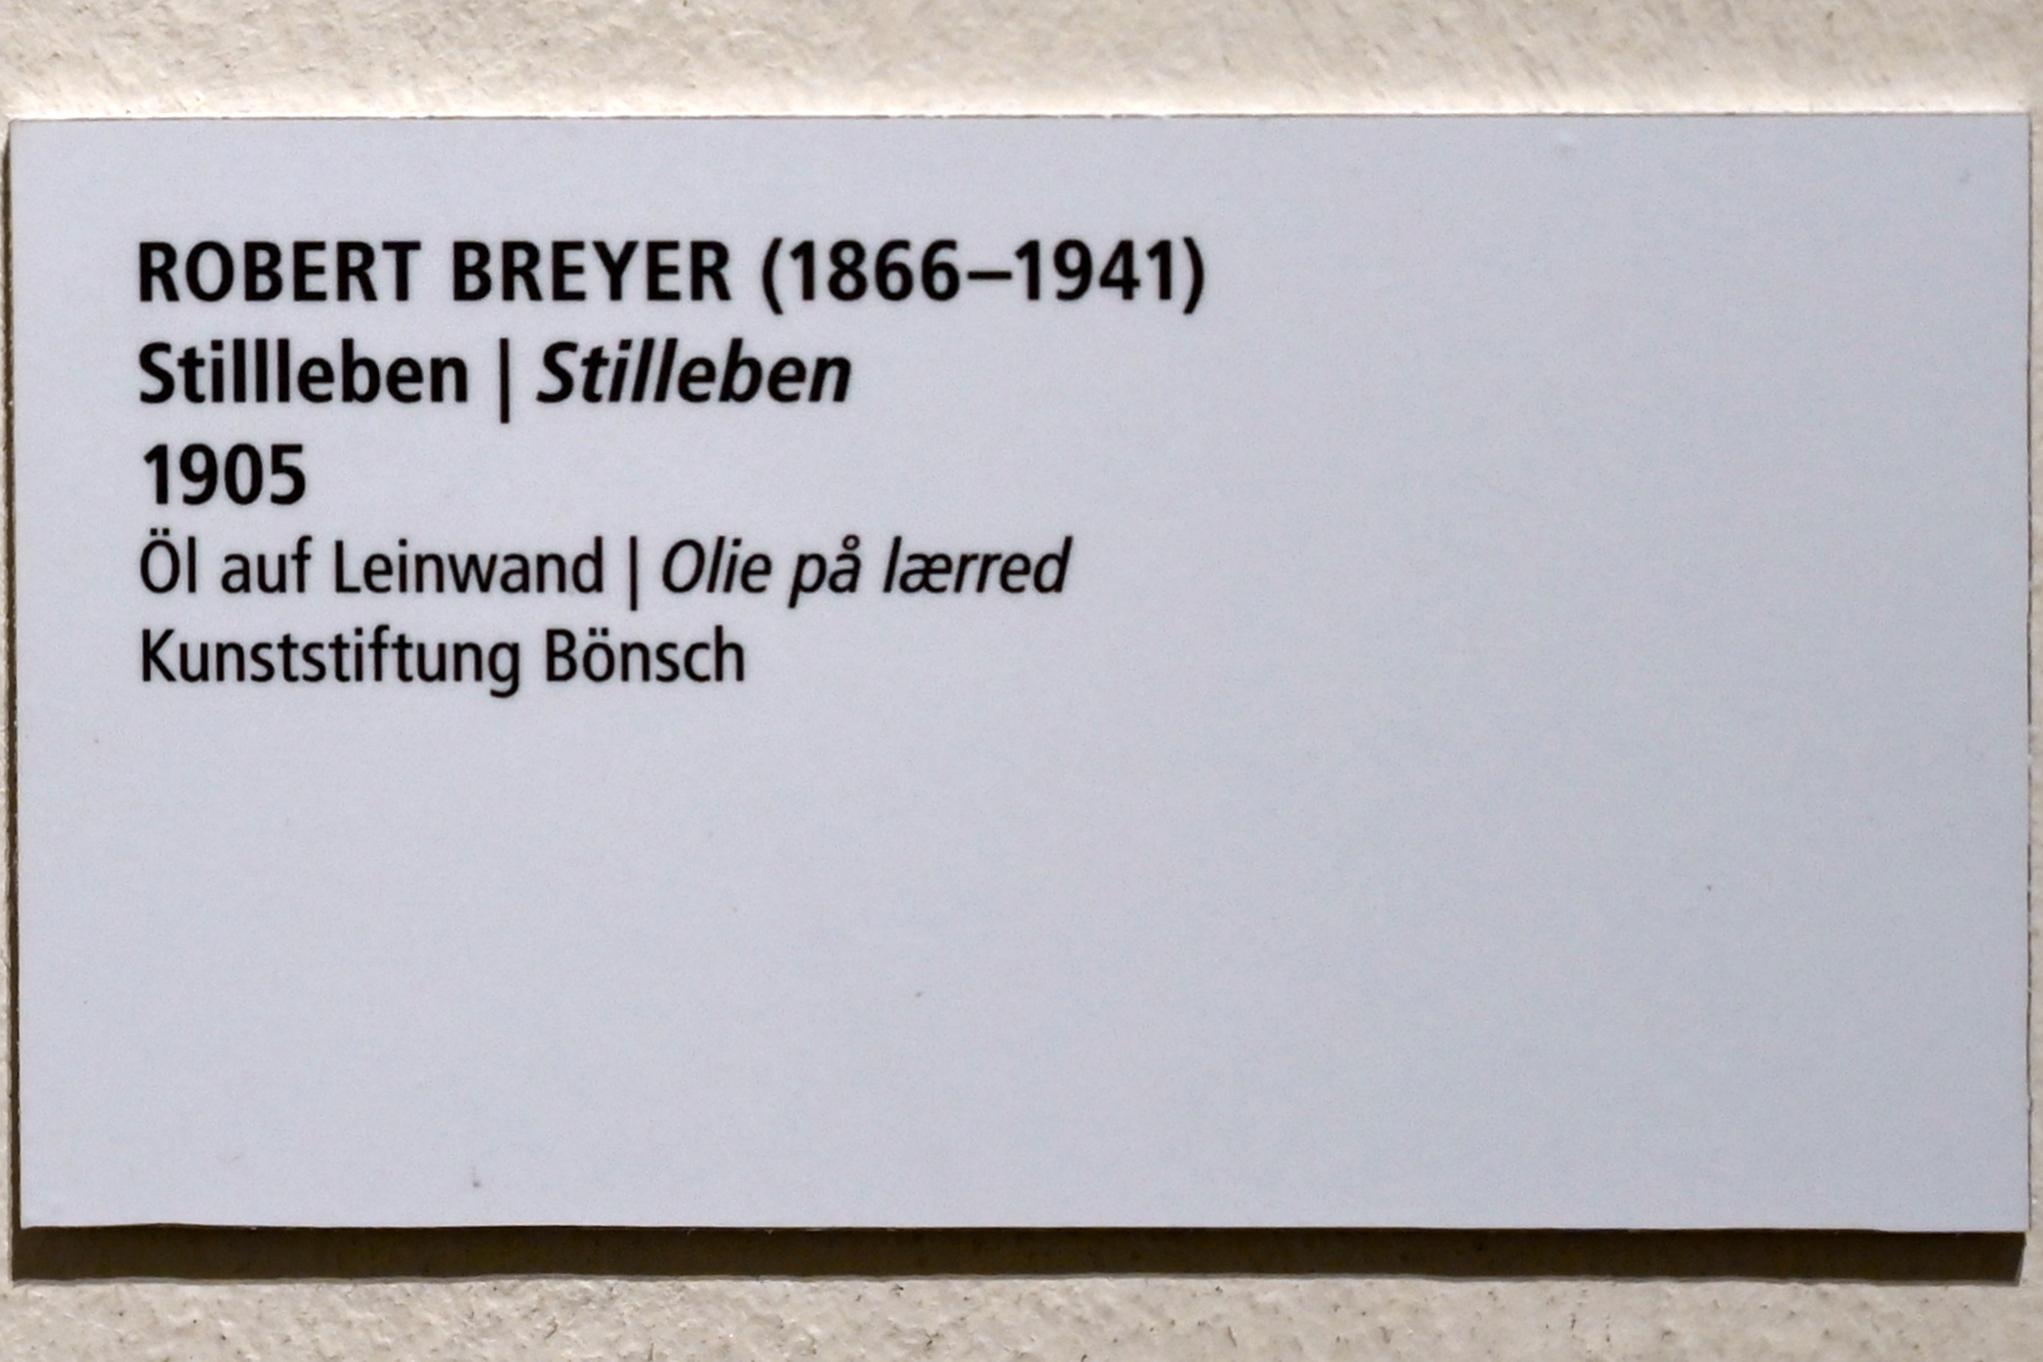 ROBERT BREYER (1866–1941)
Stillleben | Stilleben
1905
Öl auf Leinwand | Olie på lærred
Kunststiftung Bönsch